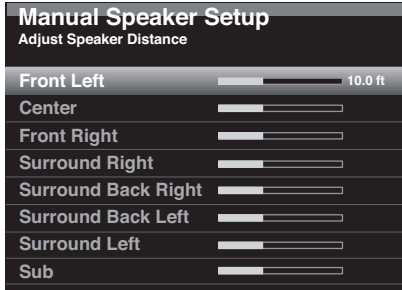 Manual Speaker Setup
Adjust Speaker Distance
Front Left 10.0 ft
Center
Front Right
Surround Right
Surround Back Right
Surround Back Left
Surround Left
Sub